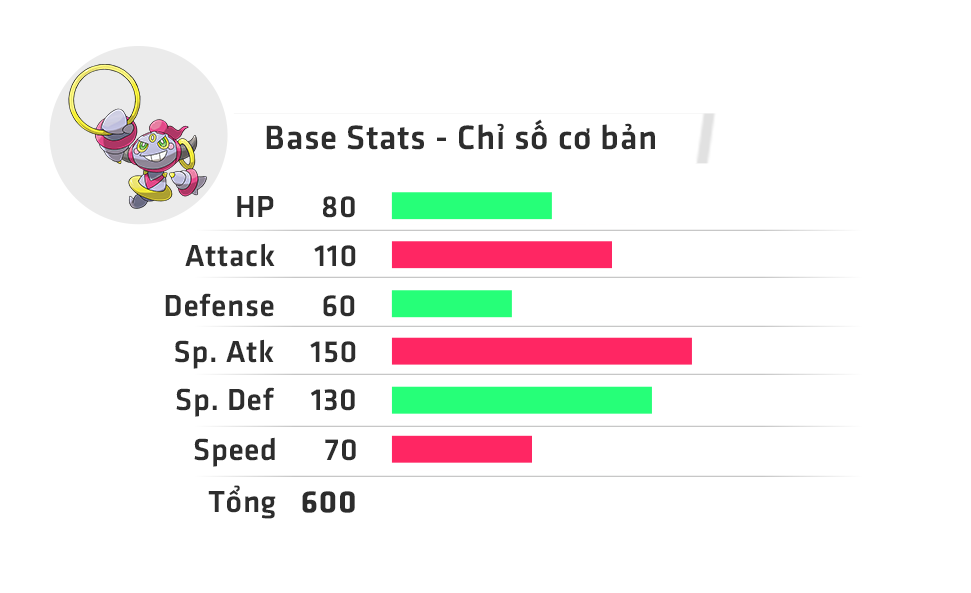 Base Stats - Chỉ số cơ bản
HP 80
Attack 110
Defense 60
Sp. Atk 150
Sp. Def 130
Speed 70
Tổng 600